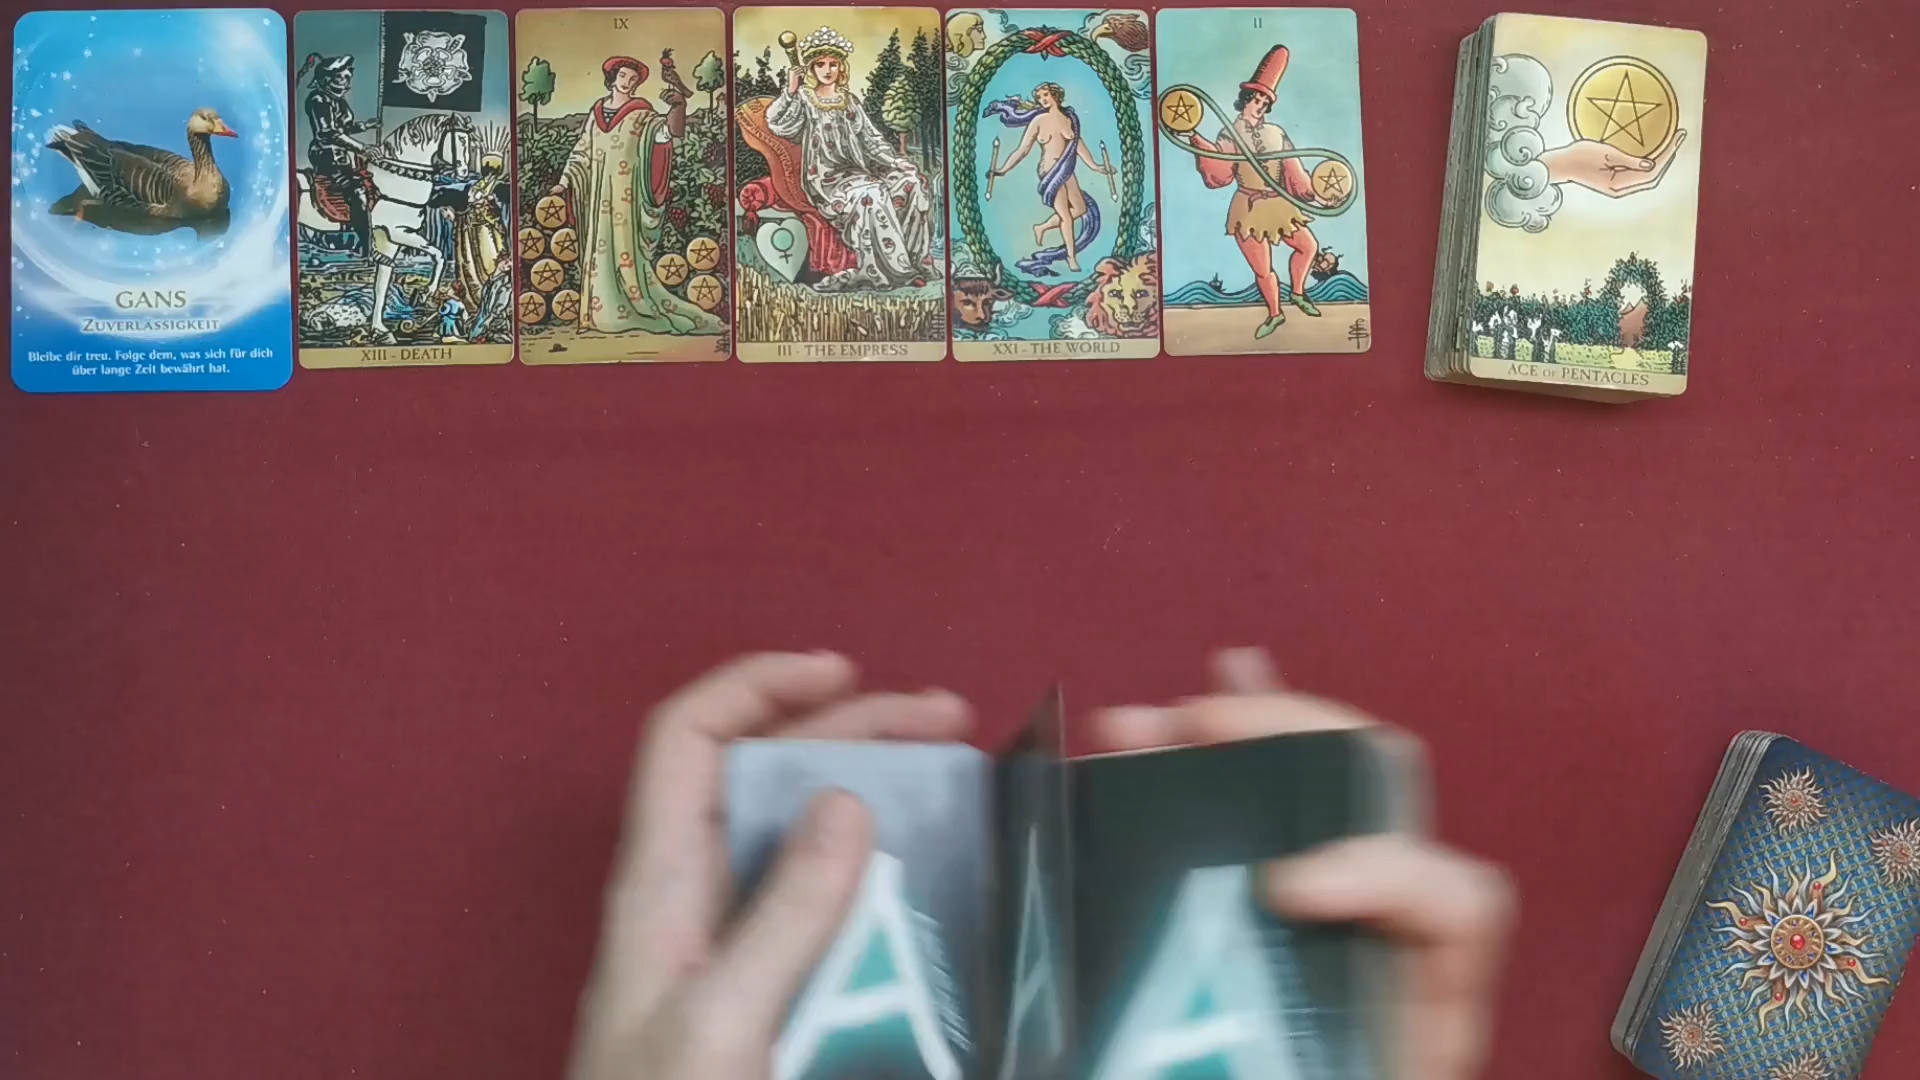 GANS
ZUVERLÄSSIGKEIT
Bleibe dir treu. Folge dem, was sich für dich
über lange Zeit bewährt hat.
XIII - DEATH
IX
III - THE EMPRESS
XXI - THE WORLD
II
ACE OF PENTACLES
A
A
A